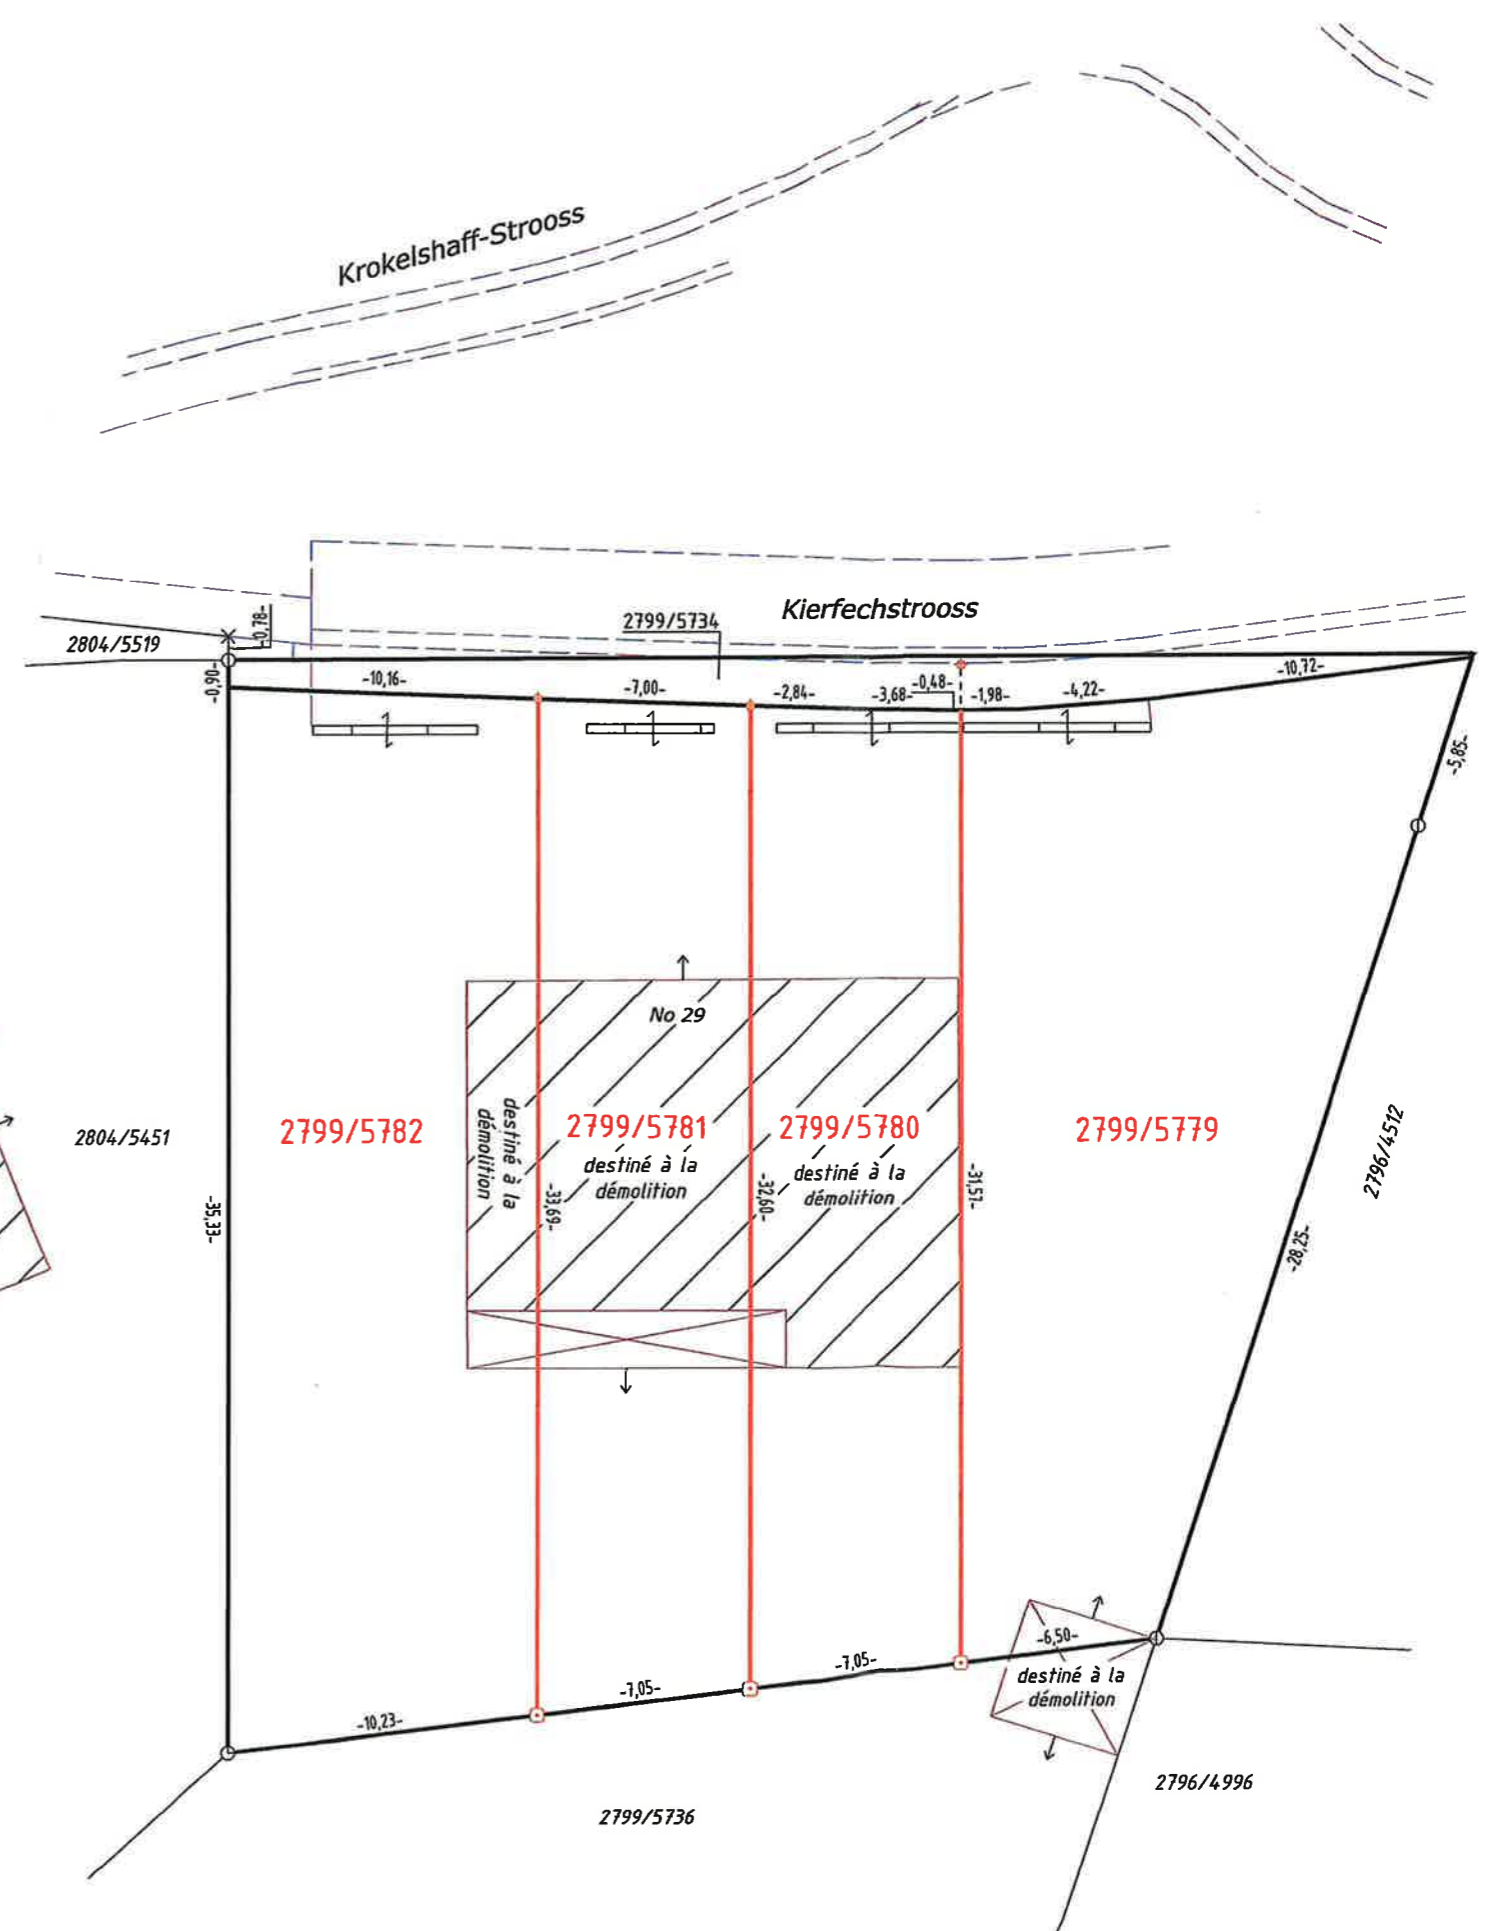 Krokelshaff-Strooss
Kierfechstrooss
2799/5734
-0,78-
2804/5519
-0,90-
-10,16-
-7,00-
-2,84-
-3,68-
-0,48-
-1,98-
-4,22-
-10,72-
-5,85-
No 29
2804/5451
2799/5782
destiné à la
démolition
2799/5781
destiné à la
démolition
2799/5780
destiné à la
démolition
2799/5779
2796/4512
-35,33-
-33,69-
-32,60-
-31,57-
-28,25-
-10,23-
-7,05-
-7,05-
-6,50-
destiné à la
démolition
2796/4996
2799/5736